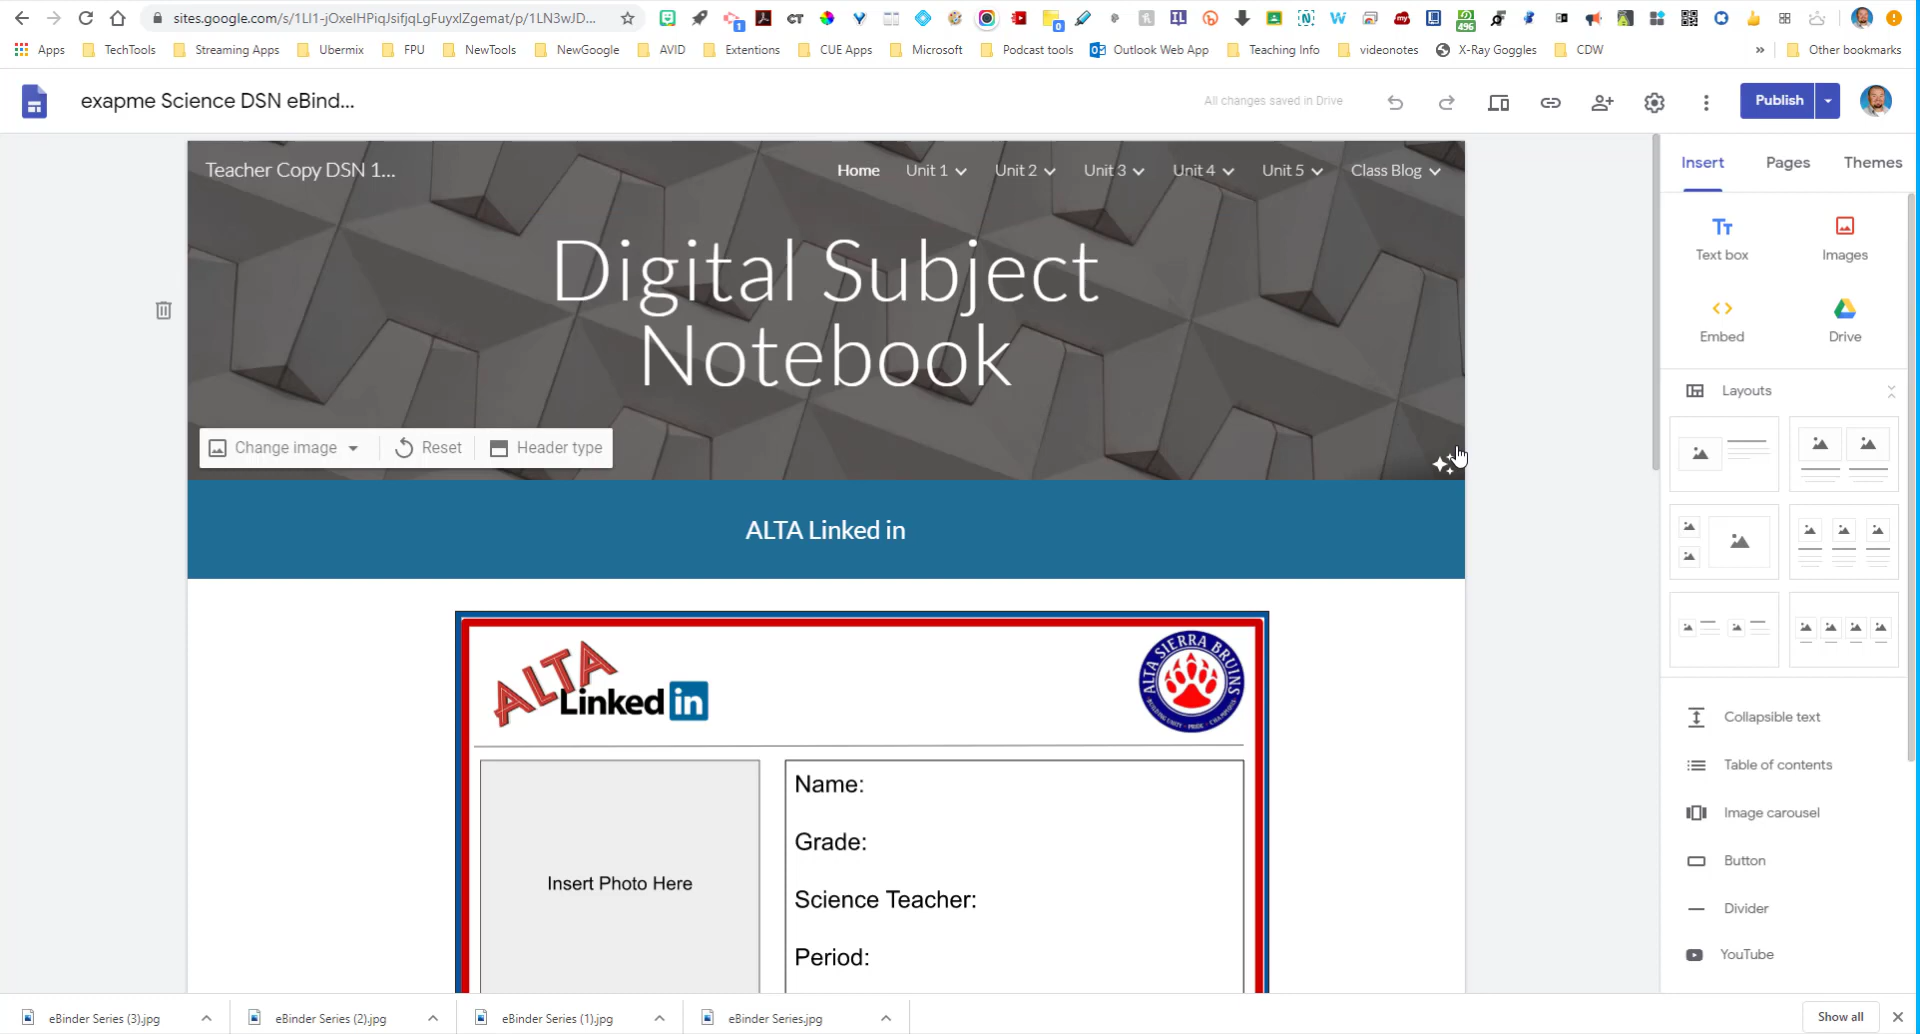 sites.google.com/s/1LI1-jOxelHPiqJsifjqLgFuyxlZgemat/p/1LN3wJD...
Apps TechTools Streaming Apps Ubermix FPU NewTools NewGoogle AVID Extentions CUE Apps Microsoft Podcast tools Outlook Web App Teaching Info videonotes X-Ray Goggles CDW » Other bookmarks
exapme Science DSN eBind...
All changes saved in Drive
Publish
Teacher Copy DSN 1...
Home Unit 1 Unit 2 Unit 3 Unit 4 Unit 5 Class Blog
Insert Pages Themes
Digital Subject
Notebook
Text box Images
Embed Drive
Layouts
Change image Reset Header type
ALTA Linked in
ALTA
Linked in
ALTA SIERRA BRUINS
BUILDING UNITY - PRIDE - CHAMPIONS
Insert Photo Here
Name:
Grade:
Science Teacher:
Period:
Collapsible text
Table of contents
Image carousel
Button
Divider
YouTube
eBinder Series (3).jpg eBinder Series (2).jpg eBinder Series (1).jpg eBinder Series.jpg Show all